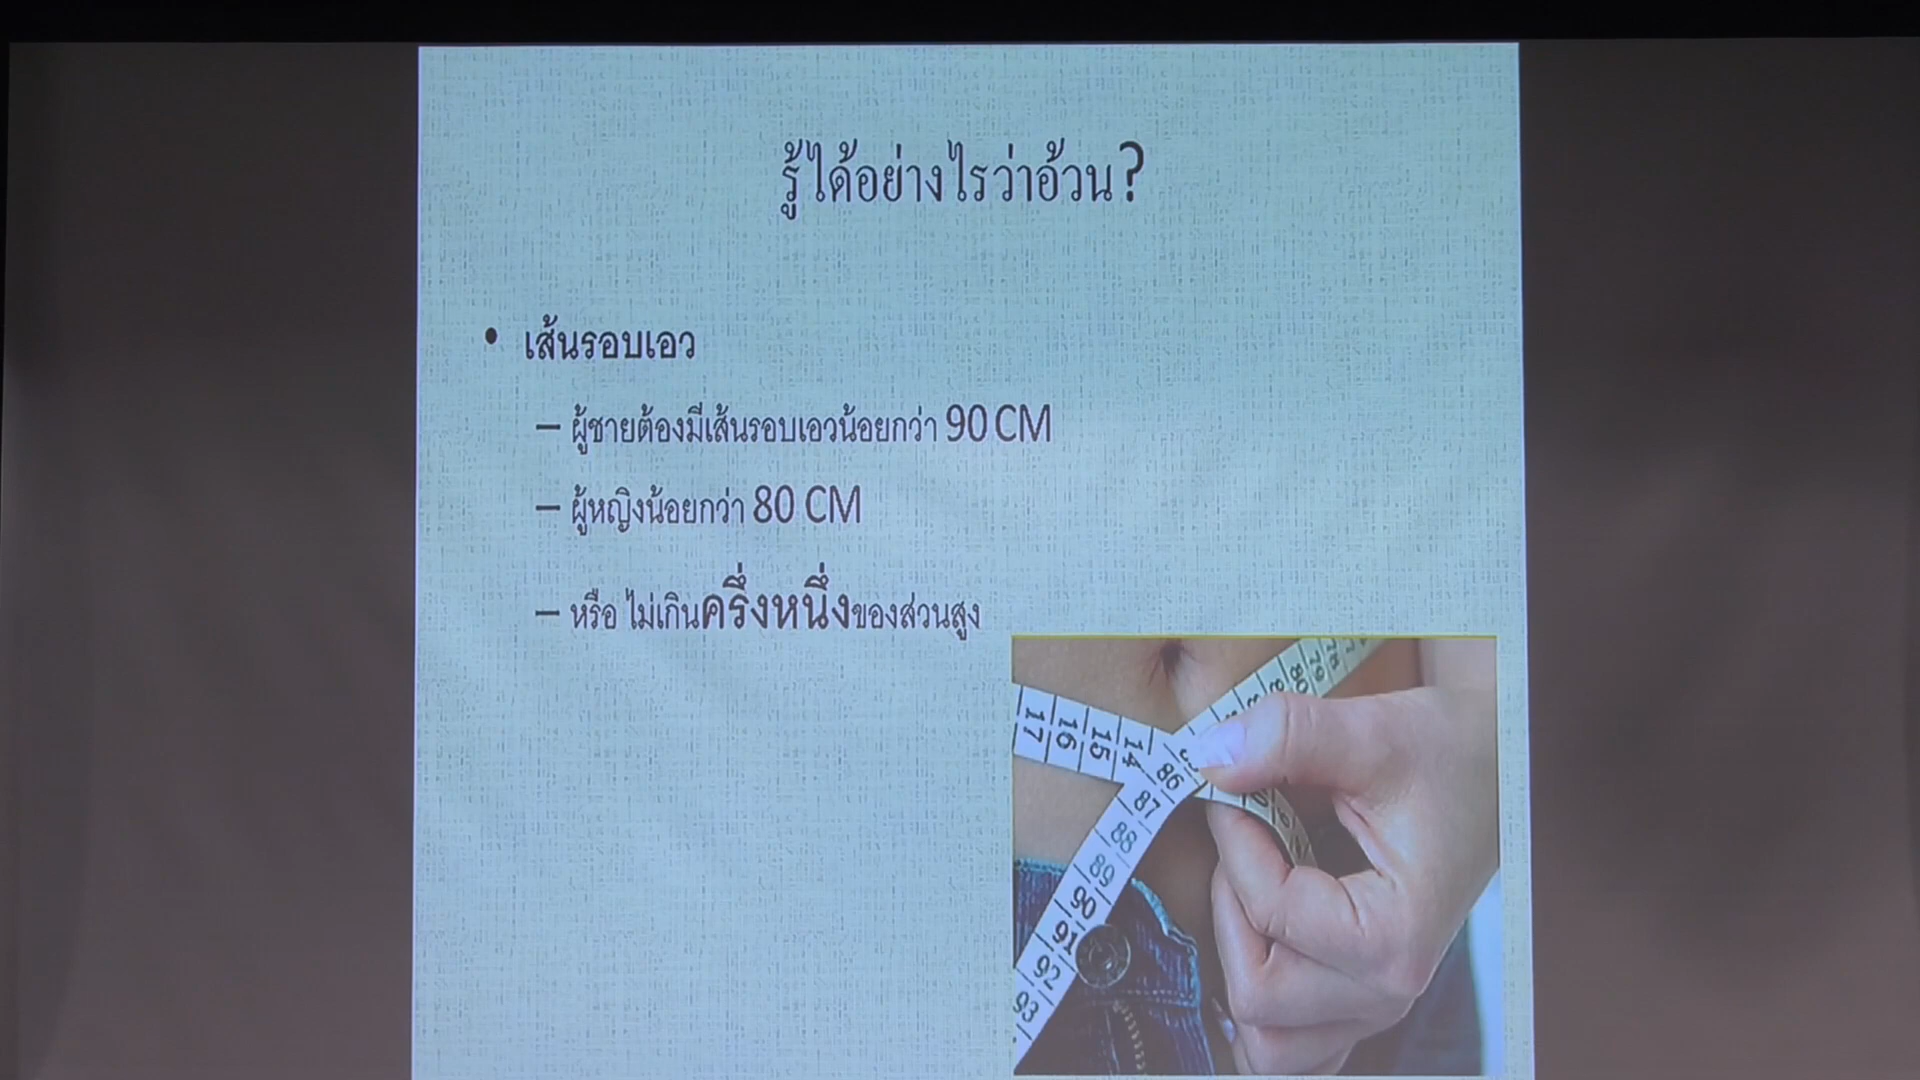 รู้ได้อย่างไรว่าอ้วน?
• เส้นรอบเอว
– ผู้ชายต้องมีเส้นรอบเอวน้อยกว่า 90 CM
– ผู้หญิงน้อยกว่า 80 CM
– หรือ ไม่เกินครึ่งหนึ่งของส่วนสูง
17 16 15 14
80 79 78
86
87
88
89
90
91
92
93